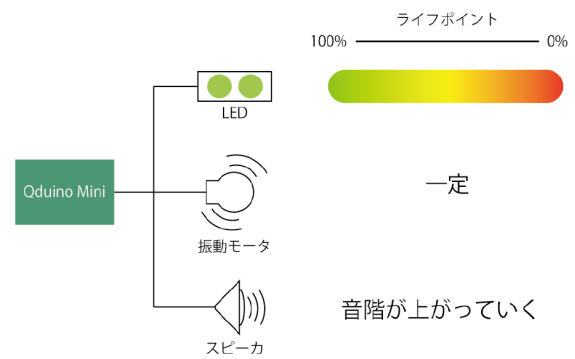 ライフポイント
100% 0%
LED
Qduino Mini
一定
振動モータ
音階が上がっていく
スピーカ